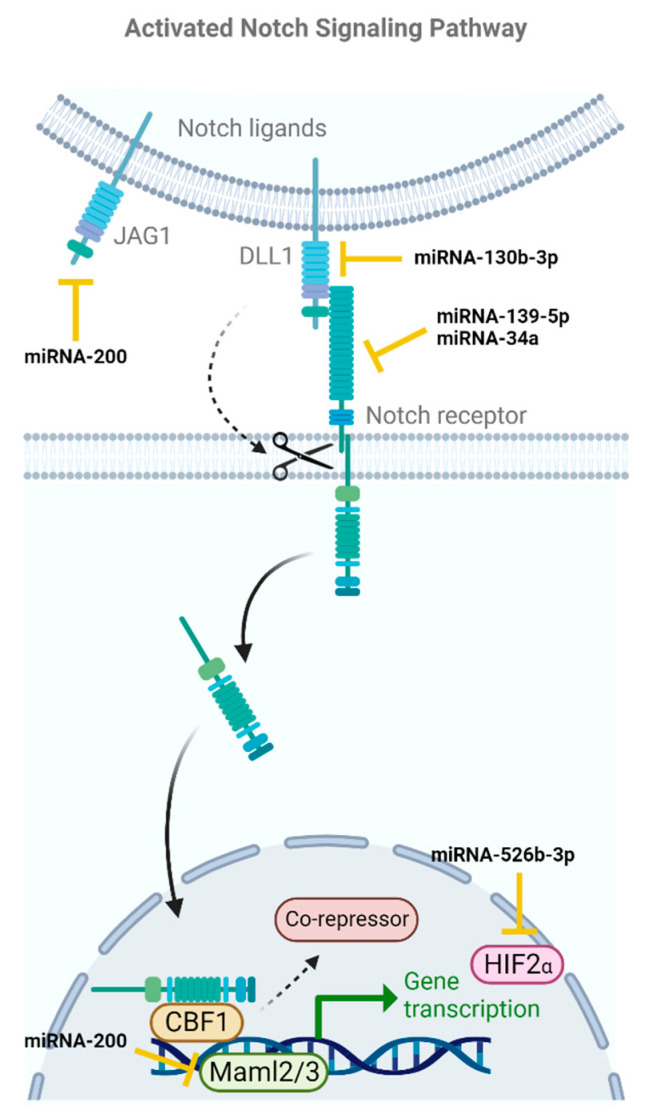 Activated Notch Signaling Pathway
Notch ligands
JAG1
DLL1
miRNA-130b-3p
miRNA-139-5p
miRNA-34a
miRNA-200
Notch receptor
miRNA-526b-3p
Co-repressor
HIF2α
Gene
transcription
CBF1
miRNA-200
Maml2/3